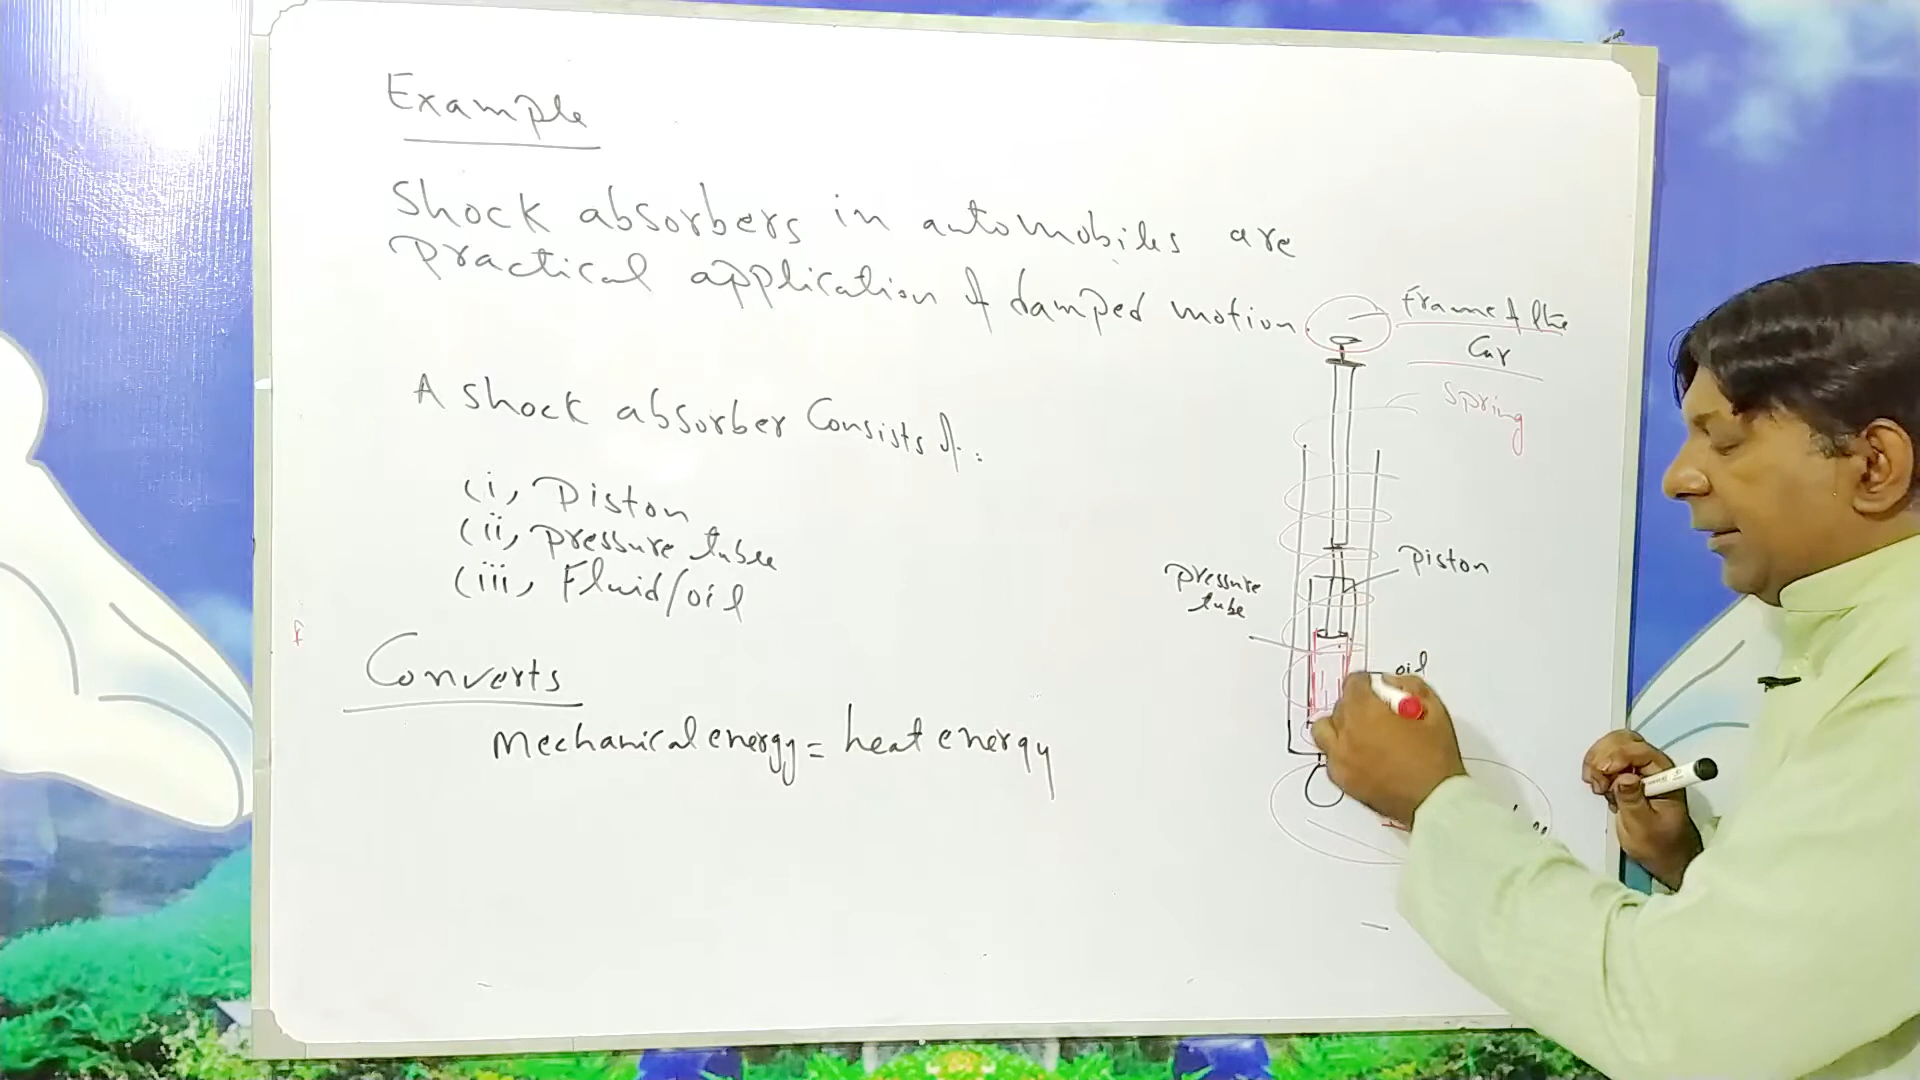 Example
Shock absorbers in automobiles are
practical application of damped motion.
A shock absorber Consists of:
(i) Piston
(ii) pressure tube
(iii) Fluid/oil
Converts
Mechanical energy = heat energy
Frame of the
Car
Spring
piston
pressure
tube
oil